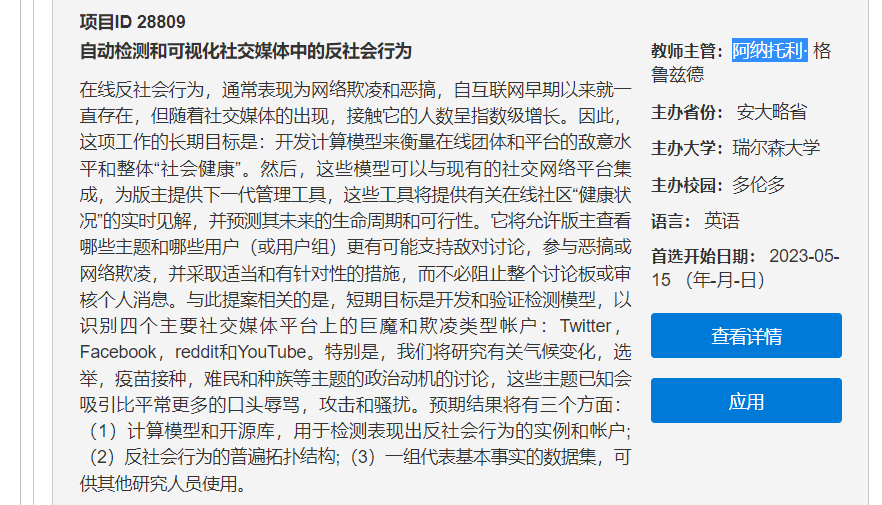 项目ID 28809
自动检测和可视化社交媒体中的反社会行为
在线反社会行为，通常表现为网络欺凌和恶搞，自互联网早期以来就一
直存在，但随着社交媒体的出现，接触它的人数呈指数级增长。因此，
这项工作的长期目标是：开发计算模型来衡量在线团体和平台的敌意水
平和整体“社会健康”。然后，这些模型可以与现有的社交网络平台集
成，为版主提供下一代管理工具，这些工具将提供有关在线社区“健康状
况”的实时见解，并预测其未来的生命周期和可行性。它将允许版主查看
哪些主题和哪些用户（或用户组）更有可能支持敌对讨论，参与恶搞或
网络欺凌，并采取适当和有针对性的措施，而不必阻止整个讨论板或审
核个人消息。与此提案相关的是，短期目标是开发和验证检测模型，以
识别四个主要社交媒体平台上的巨魔和欺凌类型帐户：Twitter，
Facebook，reddit和YouTube。特别是，我们将研究有关气候变化，选
举，疫苗接种，难民和种族等主题的政治动机的讨论，这些主题已知会
吸引比平常更多的口头辱骂，攻击和骚扰。预期结果将有三个方面：
（1）计算模型和开源库，用于检测表现出反社会行为的实例和帐户;
（2）反社会行为的普遍拓扑结构;（3）一组代表基本事实的数据集，可
供其他研究人员使用。
教师主管：阿纳托利· 格
鲁兹德
主办省份： 安大略省
主办大学：瑞尔森大学
主办校园：多伦多
语言： 英语
首选开始日期： 2023-05-
15 （年-月-日）
查看详情
应用